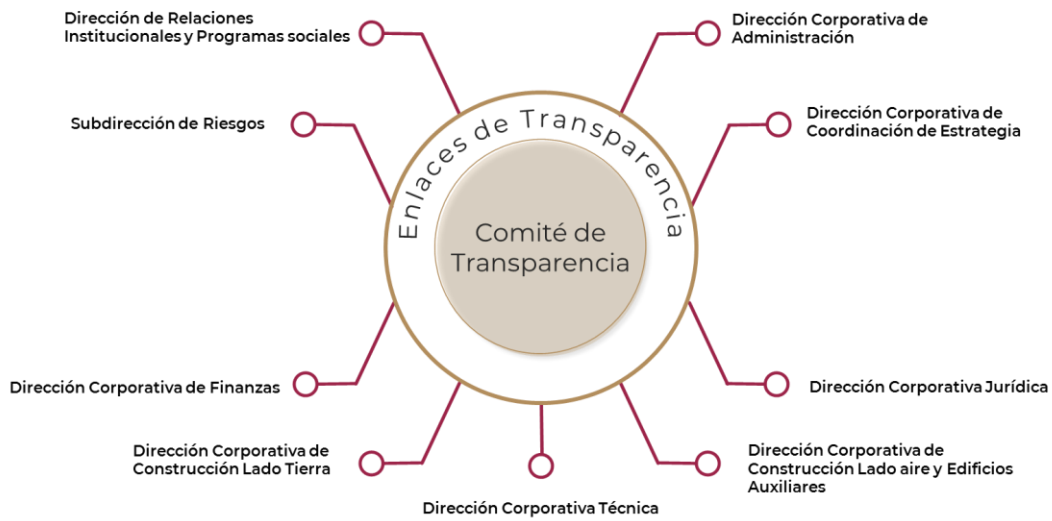 Dirección de Relaciones
Institucionales y Programas sociales
Dirección Corporativa de
Administración
Subdirección de Riesgos
Dirección Corporativa de
Coordinación de Estrategia
Enlaces de Transparencia
Comité de
Transparencia
Dirección Corporativa de Finanzas
Dirección Corporativa Jurídica
Dirección Corporativa de
Construcción Lado Tierra
Dirección Corporativa de
Construcción Lado aire y Edificios
Auxiliares
Dirección Corporativa Técnica